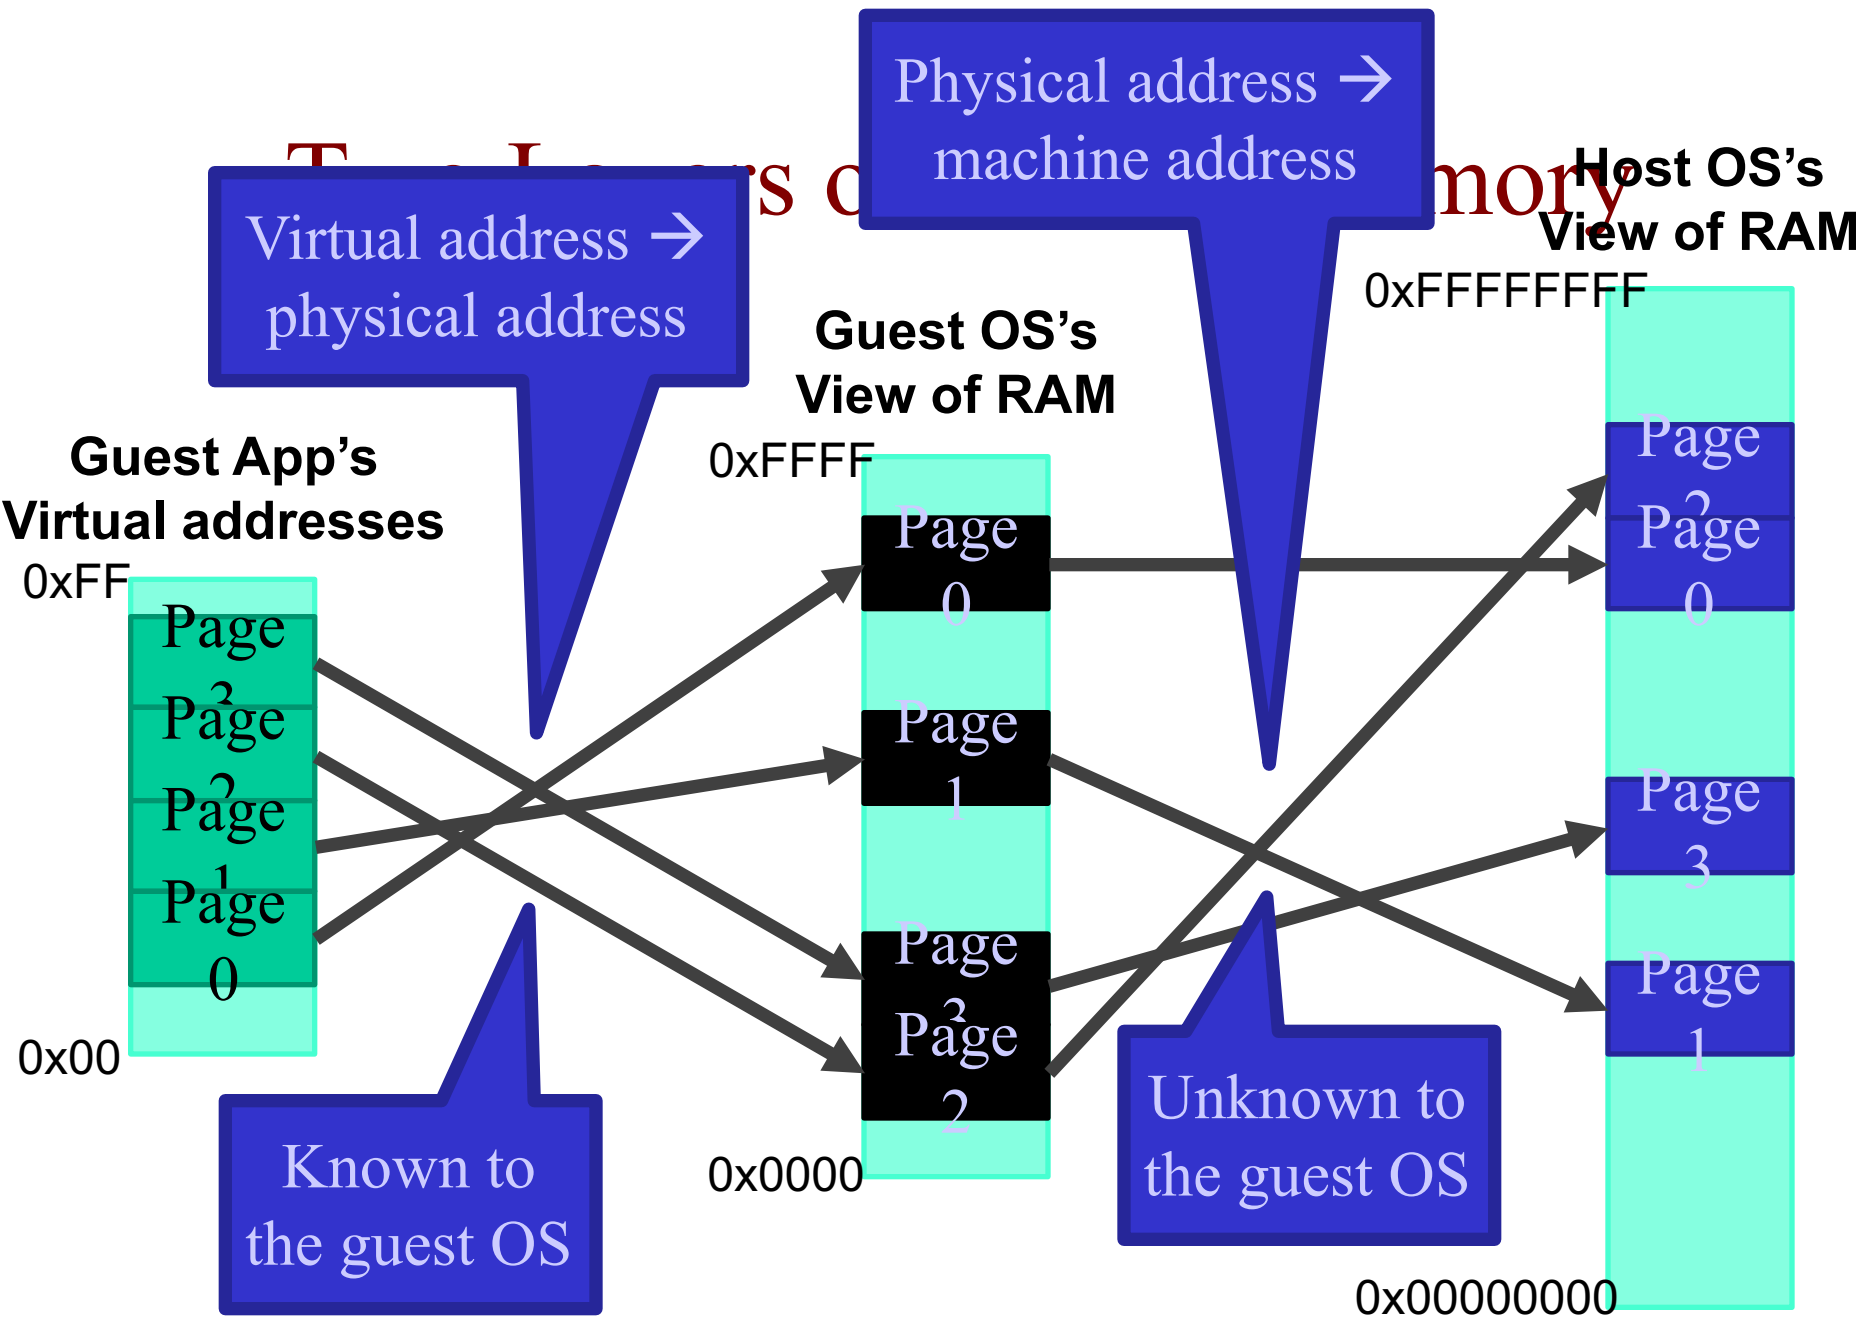 Physical address →
machine address
Virtual address →
physical address
Host OS's
View of RAM
0xFFFFFFFF
Guest OS's
View of RAM
0xFFFF
Guest App's
Virtual addresses
0xFF
Page
3
Page
2
Page
1
Page
0
0x00
Page
0
Page
1
Page
3
Page
2
0x0000
Page
2
Page
0
Page
3
Page
1
0x00000000
Known to
the guest OS
Unknown to
the guest OS